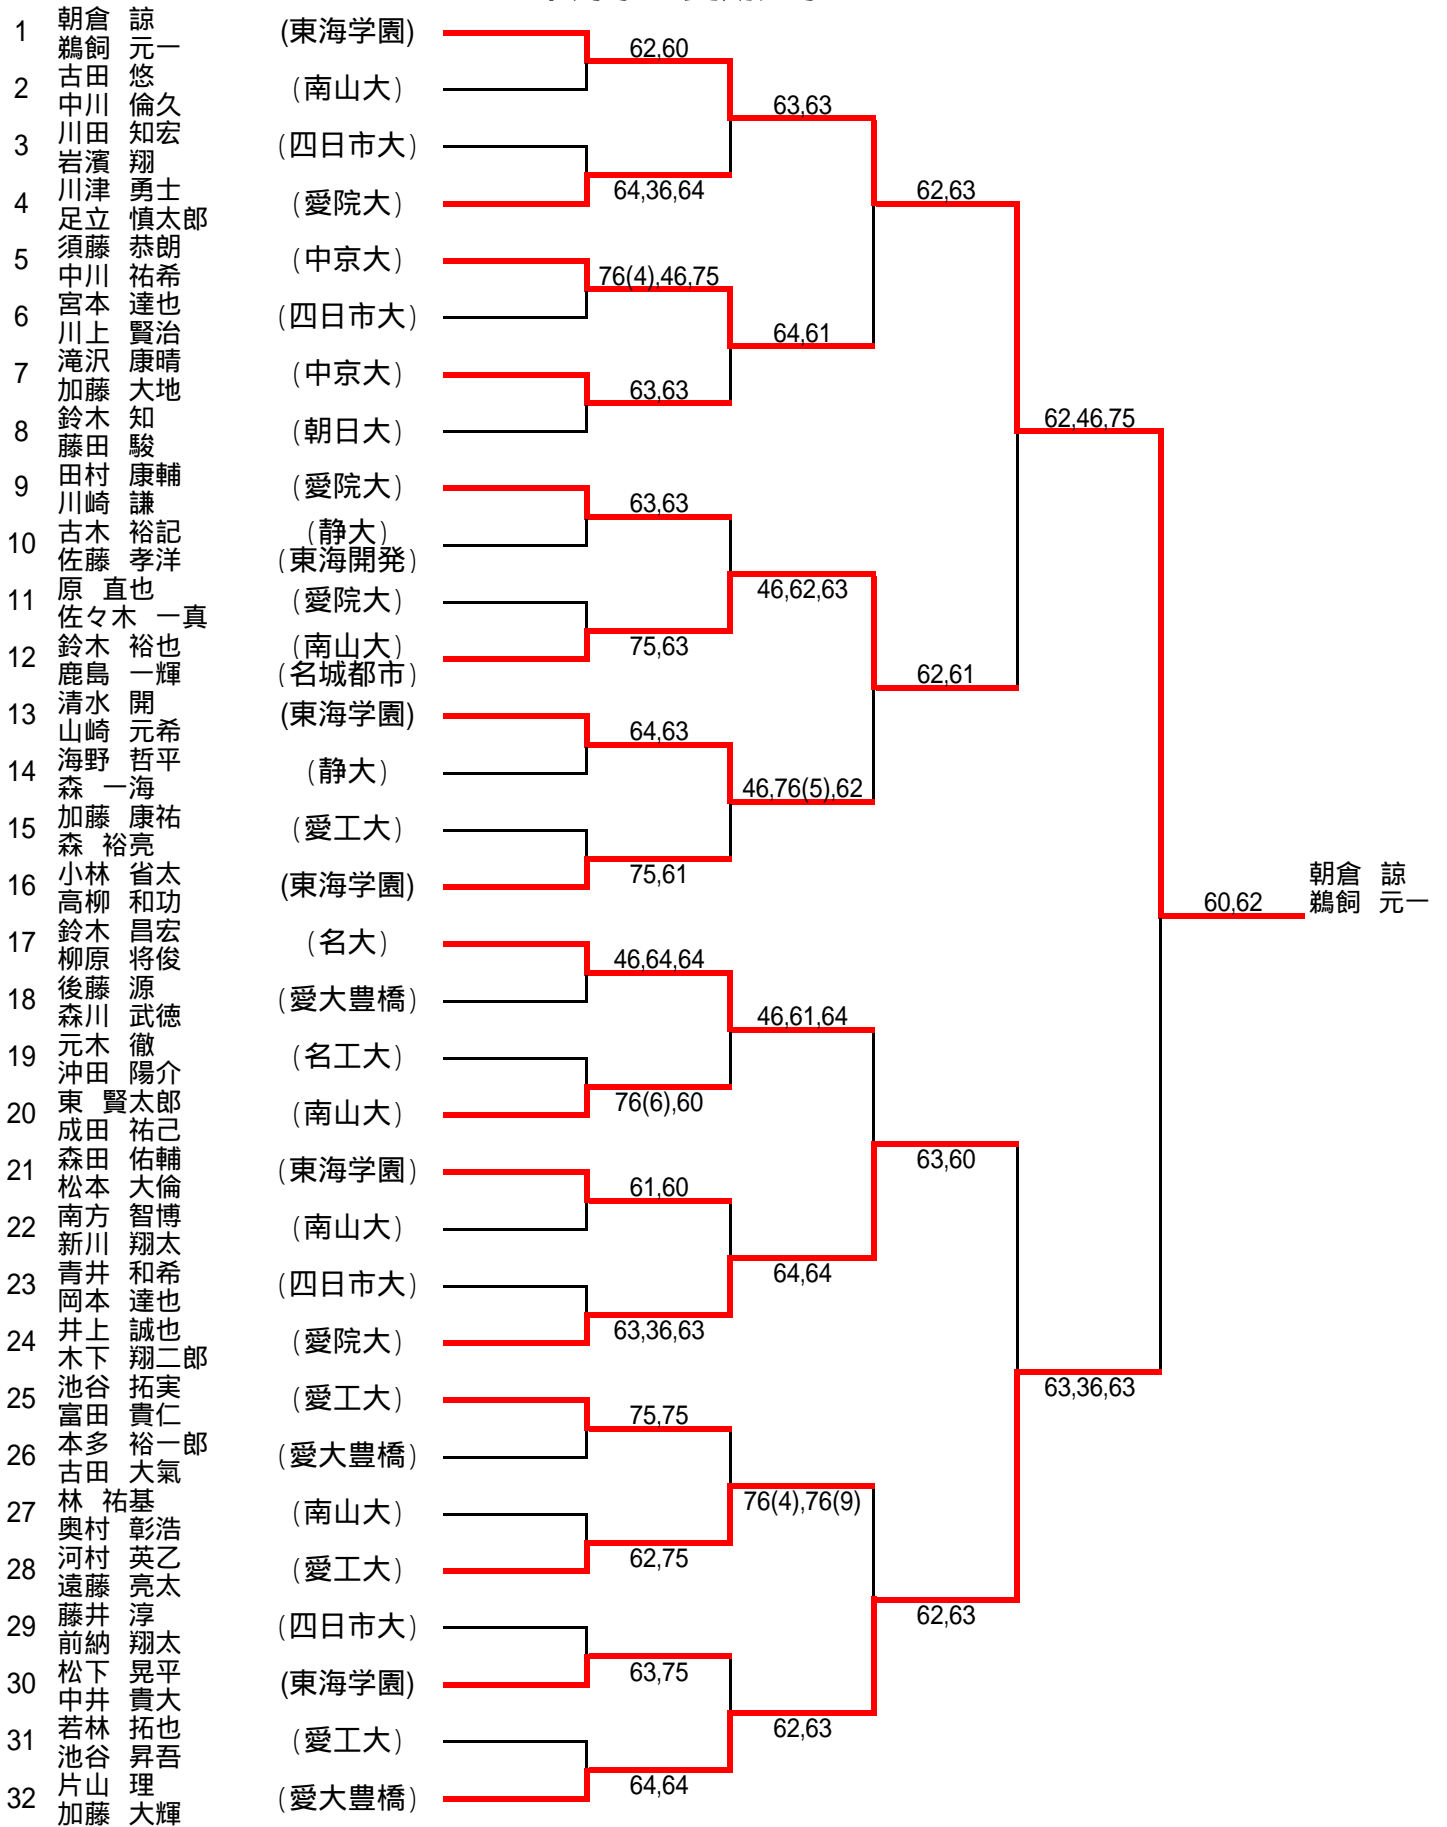 1 朝倉 諒 鵜飼 元一 (東海学園)
2 古田 悠 中川 倫久 (南山大)
3 川田 知宏 岩濱 翔 (四日市大)
4 川津 勇士 足立 慎太郎 (愛院大)
5 須藤 恭朗 中川 祐希 (中京大)
6 宮本 達也 川上 賢治 (四日市大)
7 滝沢 康晴 加藤 大地 (中京大)
8 鈴木 知 藤田 駿 (朝日大)
9 田村 康輔 川崎 謙 (愛院大)
10 古木 裕記 佐藤 孝洋 (静大) (東海開発)
11 原 直也 佐々木 一真 (愛院大)
12 鈴木 裕也 鹿島 一輝 (南山大) (名城都市)
13 清水 開 山崎 元希 (東海学園)
14 海野 哲平 森 一海 (静大)
15 加藤 康祐 森 裕亮 (愛工大)
16 小林 省太 高柳 和功 (東海学園)
17 鈴木 昌宏 柳原 将俊 (名大)
18 後藤 源 森川 武徳 (愛大豊橋)
19 元木 徹 沖田 陽介 (名工大)
20 東 賢太郎 成田 祐己 (南山大)
21 森田 佑輔 松本 大倫 (東海学園)
22 南方 智博 新川 翔太 (南山大)
23 青井 和希 岡本 達也 (四日市大)
24 井上 誠也 木下 翔二郎 (愛院大)
25 池谷 拓実 富田 貴仁 (愛工大)
26 本多 裕一郎 古田 大氣 (愛大豊橋)
27 林 祐基 奥村 彰浩 (南山大)
28 河村 英乙 遠藤 亮太 (愛工大)
29 藤井 淳 前納 翔太 (四日市大)
30 松下 晃平 中井 貴大 (東海学園)
31 若林 拓也 池谷 昇吾 (愛工大)
32 片山 理 加藤 大輝 (愛大豊橋)
62,60
64,36,64
76(4),46,75
63,63
63,63
75,63
64,63
75,61
46,64,64
76(6),60
61,60
63,36,63
75,75
62,75
63,75
64,64
63,63
64,61
46,62,63
46,76(5),62
46,61,64
64,64
76(4),76(9)
62,63
62,63
62,61
63,60
62,63
62,46,75
63,36,63
60,62
朝倉 諒
鵜飼 元一